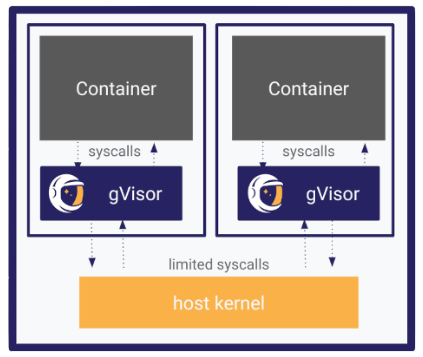 Container
Container
syscalls
syscalls
gVisor
gVisor
limited syscalls
host kernel